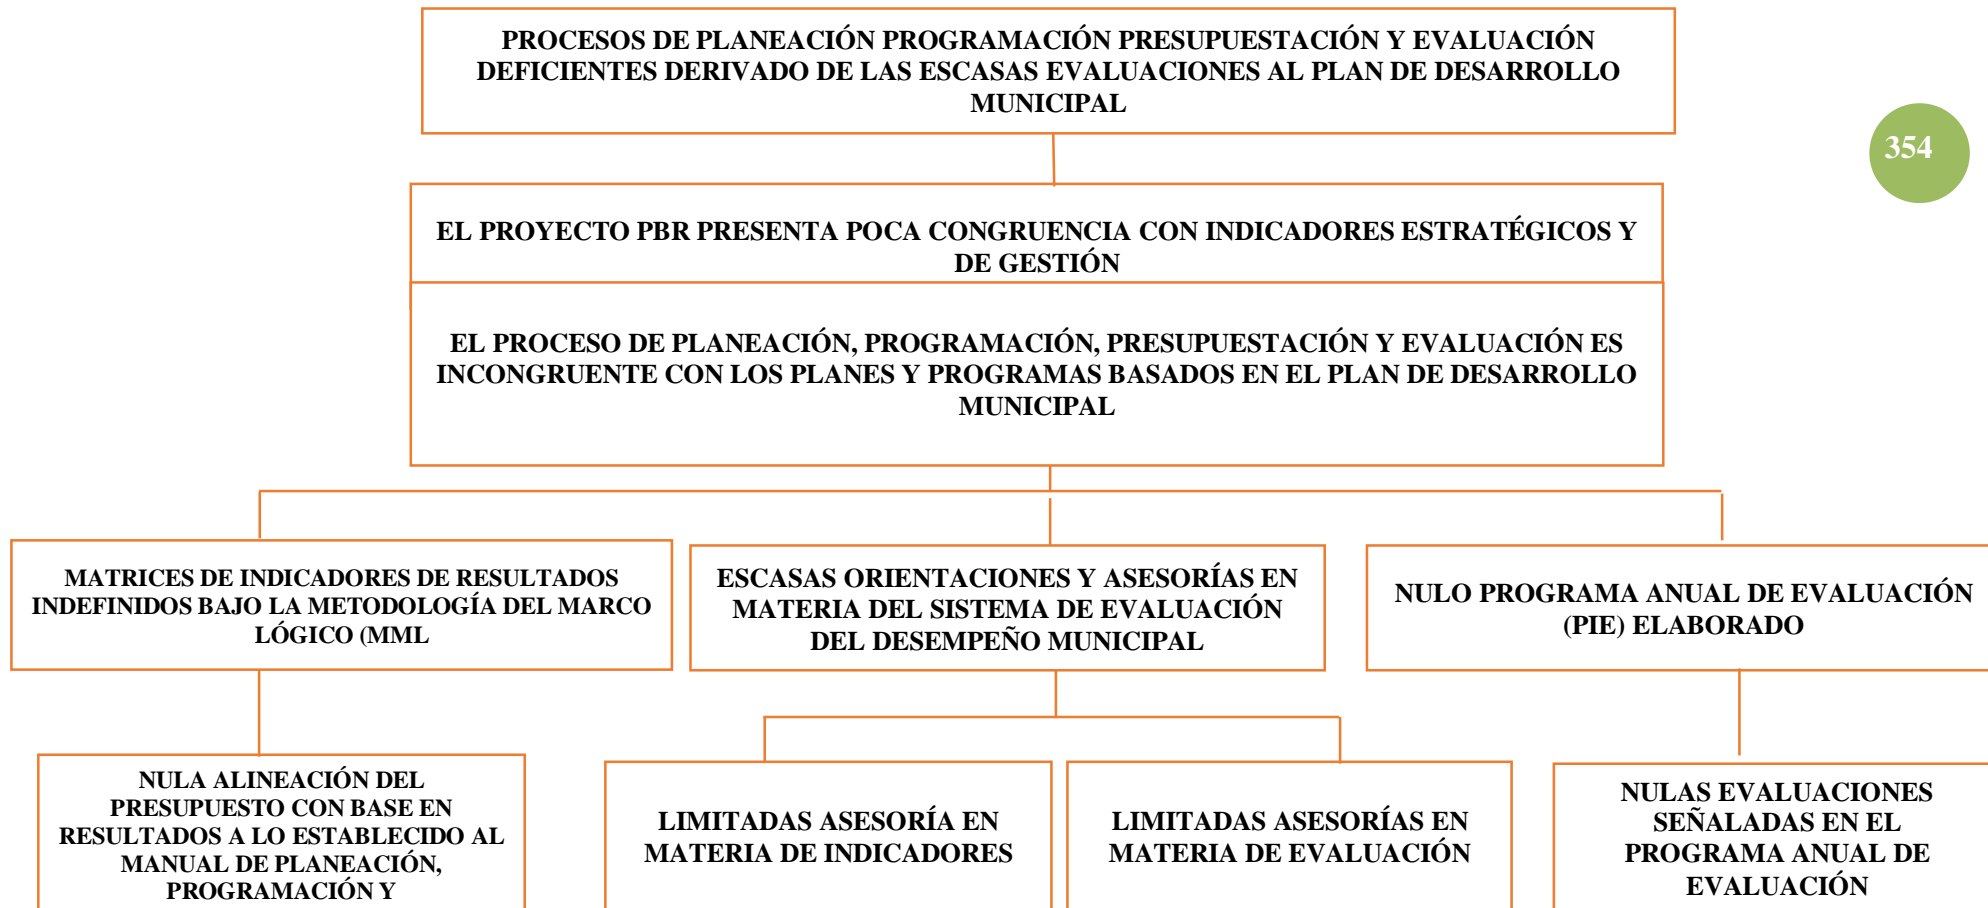 PROCESOS DE PLANEACIÓN PROGRAMACIÓN PRESUPUESTACIÓN Y EVALUACIÓN
DEFICIENTES DERIVADO DE LAS ESCASAS EVALUACIONES AL PLAN DE DESARROLLO
MUNICIPAL
354
EL PROYECTO PBR PRESENTA POCA CONGRUENCIA CON INDICADORES ESTRATÉGICOS Y
DE GESTIÓN
EL PROCESO DE PLANEACIÓN, PROGRAMACIÓN, PRESUPUESTACIÓN Y EVALUACIÓN ES
INCONGRUENTE CON LOS PLANES Y PROGRAMAS BASADOS EN EL PLAN DE DESARROLLO
MUNICIPAL
MATRICES DE INDICADORES DE RESULTADOS
INDEFINIDOS BAJO LA METODOLOGÍA DEL MARCO
LÓGICO (MML
ESCASAS ORIENTACIONES Y ASESORÍAS EN
MATERIA DEL SISTEMA DE EVALUACIÓN
DEL DESEMPEÑO MUNICIPAL
NULO PROGRAMA ANUAL DE EVALUACIÓN
(PIE) ELABORADO
NULA ALINEACIÓN DEL
PRESUPUESTO CON BASE EN
RESULTADOS A LO ESTABLECIDO AL
MANUAL DE PLANEACIÓN,
PROGRAMACIÓN Y
LIMITADAS ASESORÍA EN
MATERIA DE INDICADORES
LIMITADAS ASESORÍAS EN
MATERIA DE EVALUACIÓN
NULAS EVALUACIONES
SEÑALADAS EN EL
PROGRAMA ANUAL DE
EVALUACIÓN